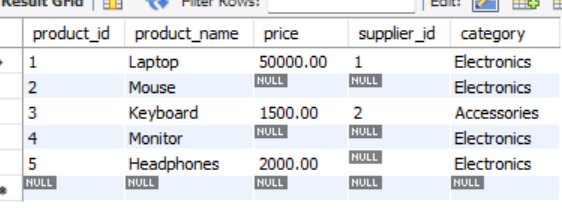 Result Grid Filter Rows: Edit:
product_id product_name price supplier_id category
1 Laptop 50000.00 1 Electronics
2 Mouse NULL NULL Electronics
3 Keyboard 1500.00 2 Accessories
4 Monitor NULL NULL Electronics
5 Headphones 2000.00 NULL Electronics
NULL NULL NULL NULL NULL